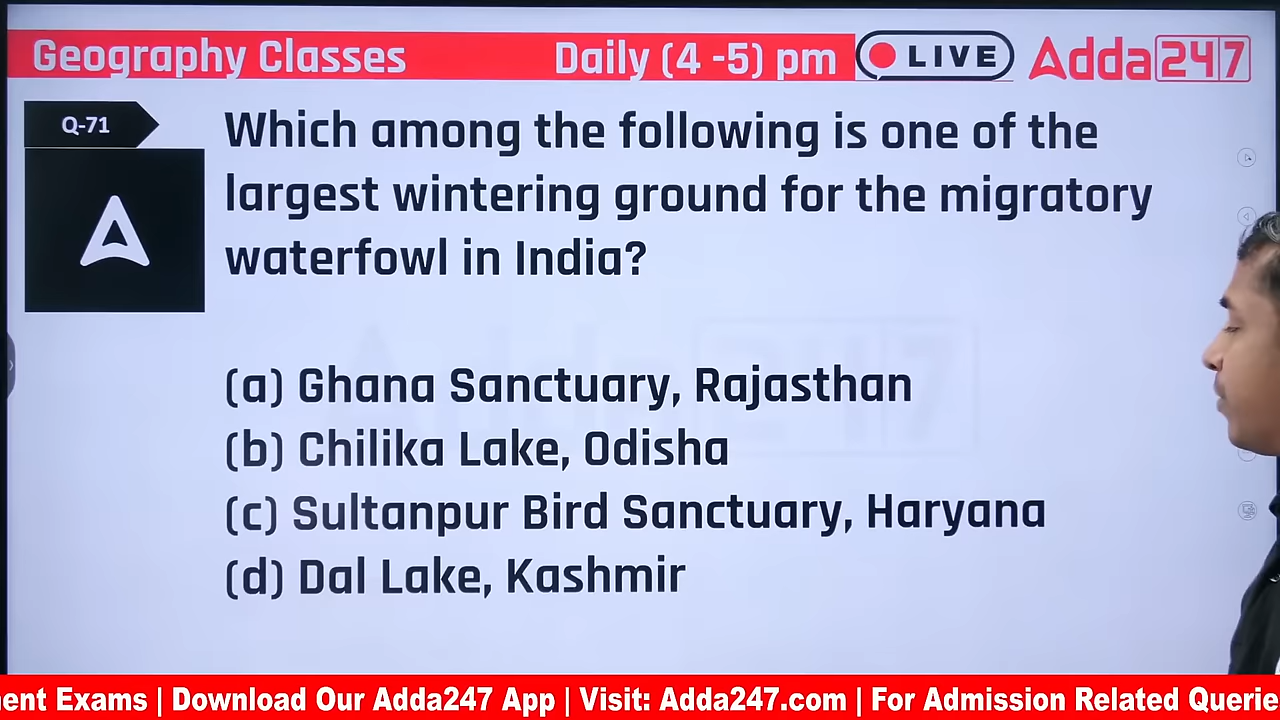 Geography Classes Daily (4 -5) pm LIVE Adda247
Q-71
Which among the following is one of the
largest wintering ground for the migratory
waterfowl in India?
(a) Ghana Sanctuary, Rajasthan
(b) Chilika Lake, Odisha
(c) Sultanpur Bird Sanctuary, Haryana
(d) Dal Lake, Kashmir
ent Exams | Download Our Adda247 App | Visit: Adda247.com | For Admission Related Querie